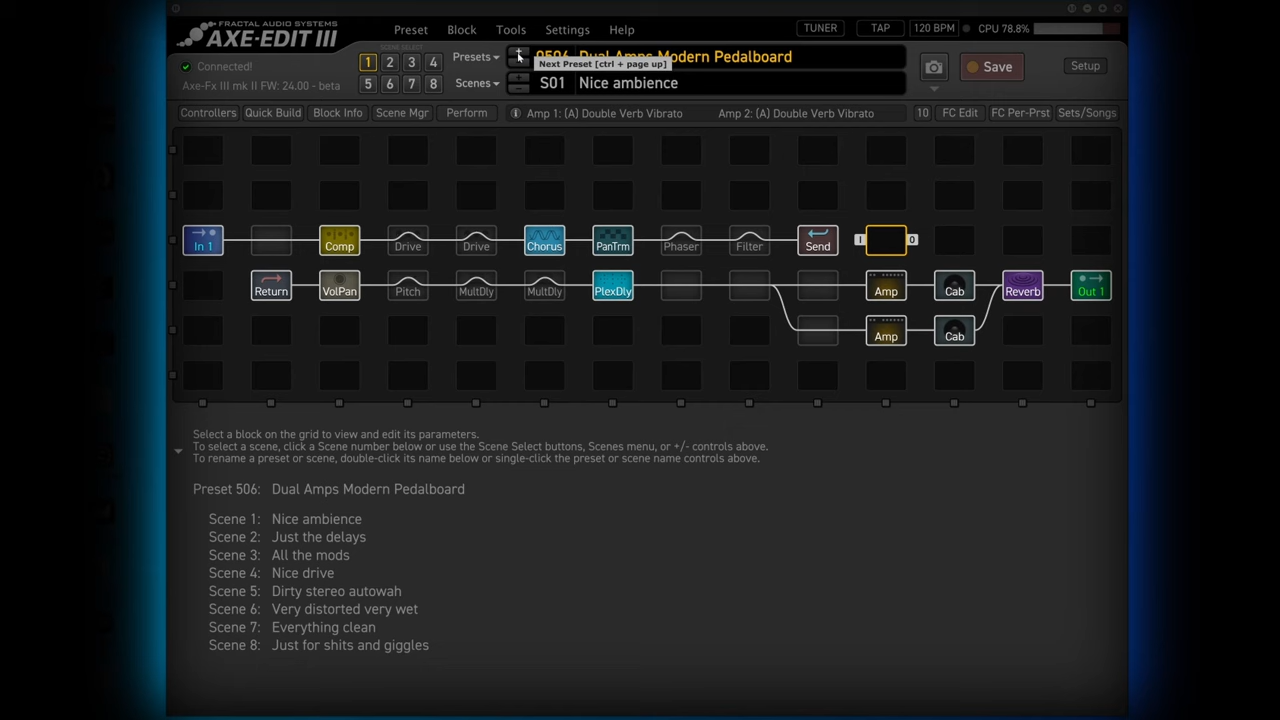 FRACTAL AUDIO SYSTEMS
AXE-EDIT III
Preset Block Tools Settings Help
TUNER TAP 120 BPM CPU 78.8%
Connected!
Axe-Fx III mk II FW: 24.00 - beta
SCENE SELECT
1 2 3 4
5 6 7 8
Presets Dual Amps Modern Pedalboard
Next Preset [ctrl + page up]
Scenes S01 Nice ambience
Save
Setup
Controllers Quick Build Block Info Scene Mgr Perform Amp 1: (A) Double Verb Vibrato Amp 2: (A) Double Verb Vibrato 10 FC Edit FC Per-Prst Sets/Songs
In 1 Comp Drive Drive Chorus PanTrm Phaser Filter Send I O
Return VolPan Pitch MultDly MultDly PlexDly Amp Cab Reverb Out 1
Amp Cab
Select a block on the grid to view and edit its parameters.
To select a scene, click a Scene number below or use the Scene Select buttons, Scenes menu, or +/- controls above.
To rename a preset or scene, double-click its name below or single-click the preset or scene name controls above.
Preset 506: Dual Amps Modern Pedalboard
Scene 1: Nice ambience
Scene 2: Just the delays
Scene 3: All the mods
Scene 4: Nice drive
Scene 5: Dirty stereo autowah
Scene 6: Very distorted very wet
Scene 7: Everything clean
Scene 8: Just for shits and giggles